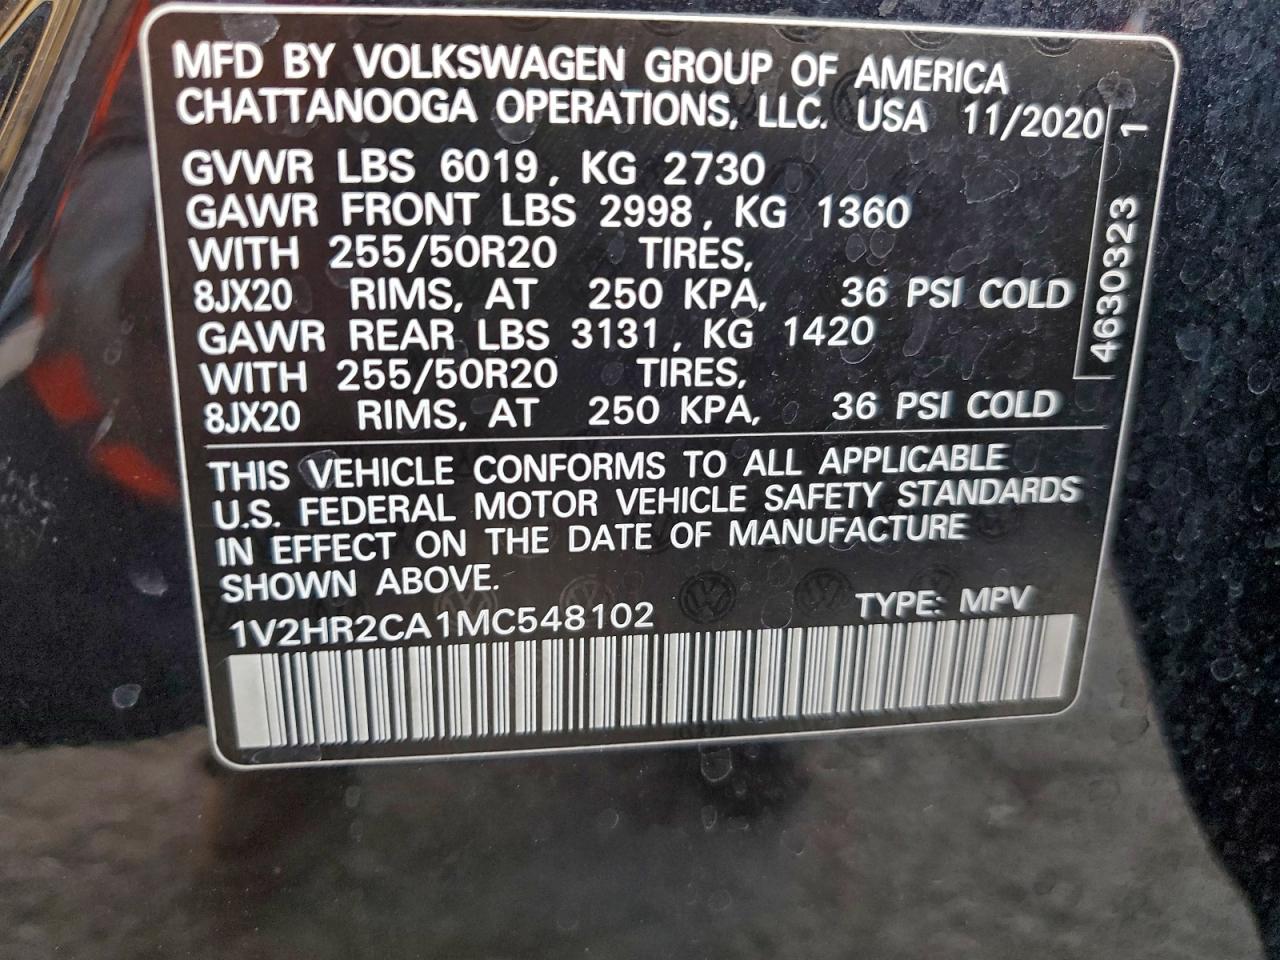 MFD BY VOLKSWAGEN GROUP OF AMERICA
CHATTANOOGA OPERATIONS, LLC. USA 11/2020
GVWR LBS 6019, KG 2730
GAWR FRONT LBS 2998, KG 1360
WITH 255/50R20 TIRES,
8JX20 RIMS, AT 250 KPA, 36 PSI COLD
GAWR REAR LBS 3131, KG 1420
WITH 255/50R20 TIRES,
8JX20 RIMS, AT 250 KPA, 36 PSI COLD
4630323 1
THIS VEHICLE CONFORMS TO ALL APPLICABLE
U.S. FEDERAL MOTOR VEHICLE SAFETY STANDARDS
IN EFFECT ON THE DATE OF MANUFACTURE
SHOWN ABOVE.
1V2HR2CA1MC548102 TYPE: MPV